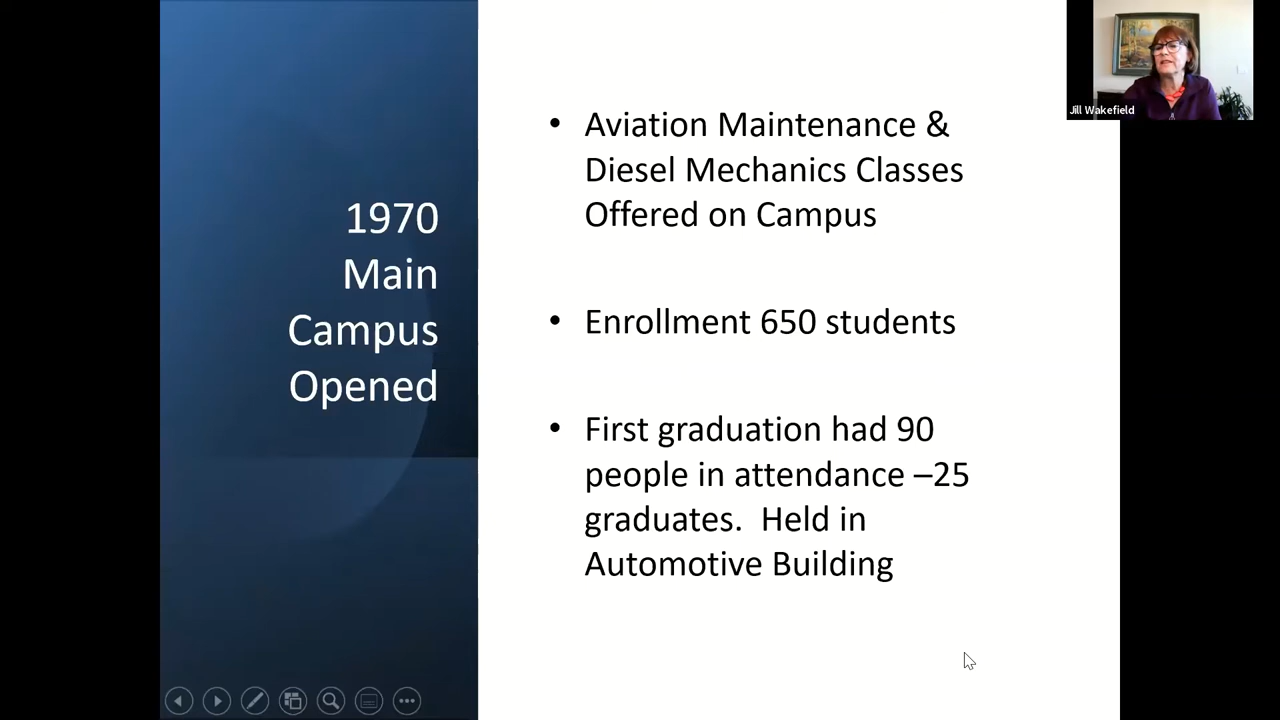 1970
Main
Campus
Opened
• Aviation Maintenance &
Diesel Mechanics Classes
Offered on Campus
• Enrollment 650 students
• First graduation had 90
people in attendance –25
graduates.  Held in
Automotive Building
Jill Wakefield